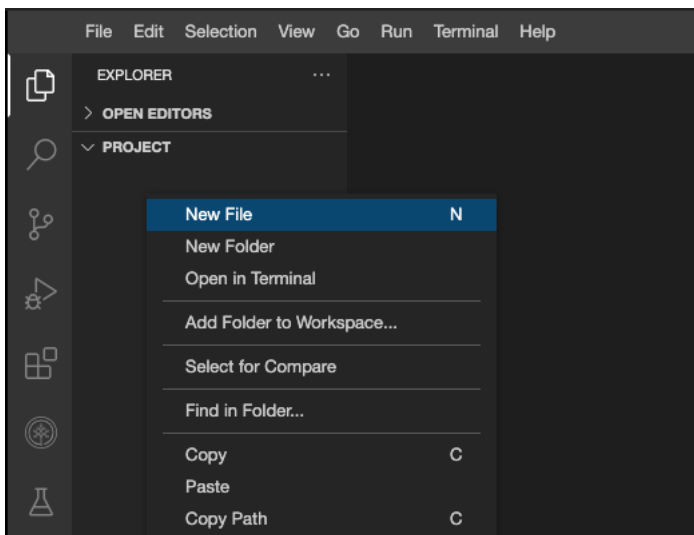 File Edit Selection View Go Run Terminal Help
EXPLORER ...
OPEN EDITORS
PROJECT
New File N
New Folder
Open in Terminal
Add Folder to Workspace...
Select for Compare
Find in Folder...
Copy C
Paste
Copy Path C